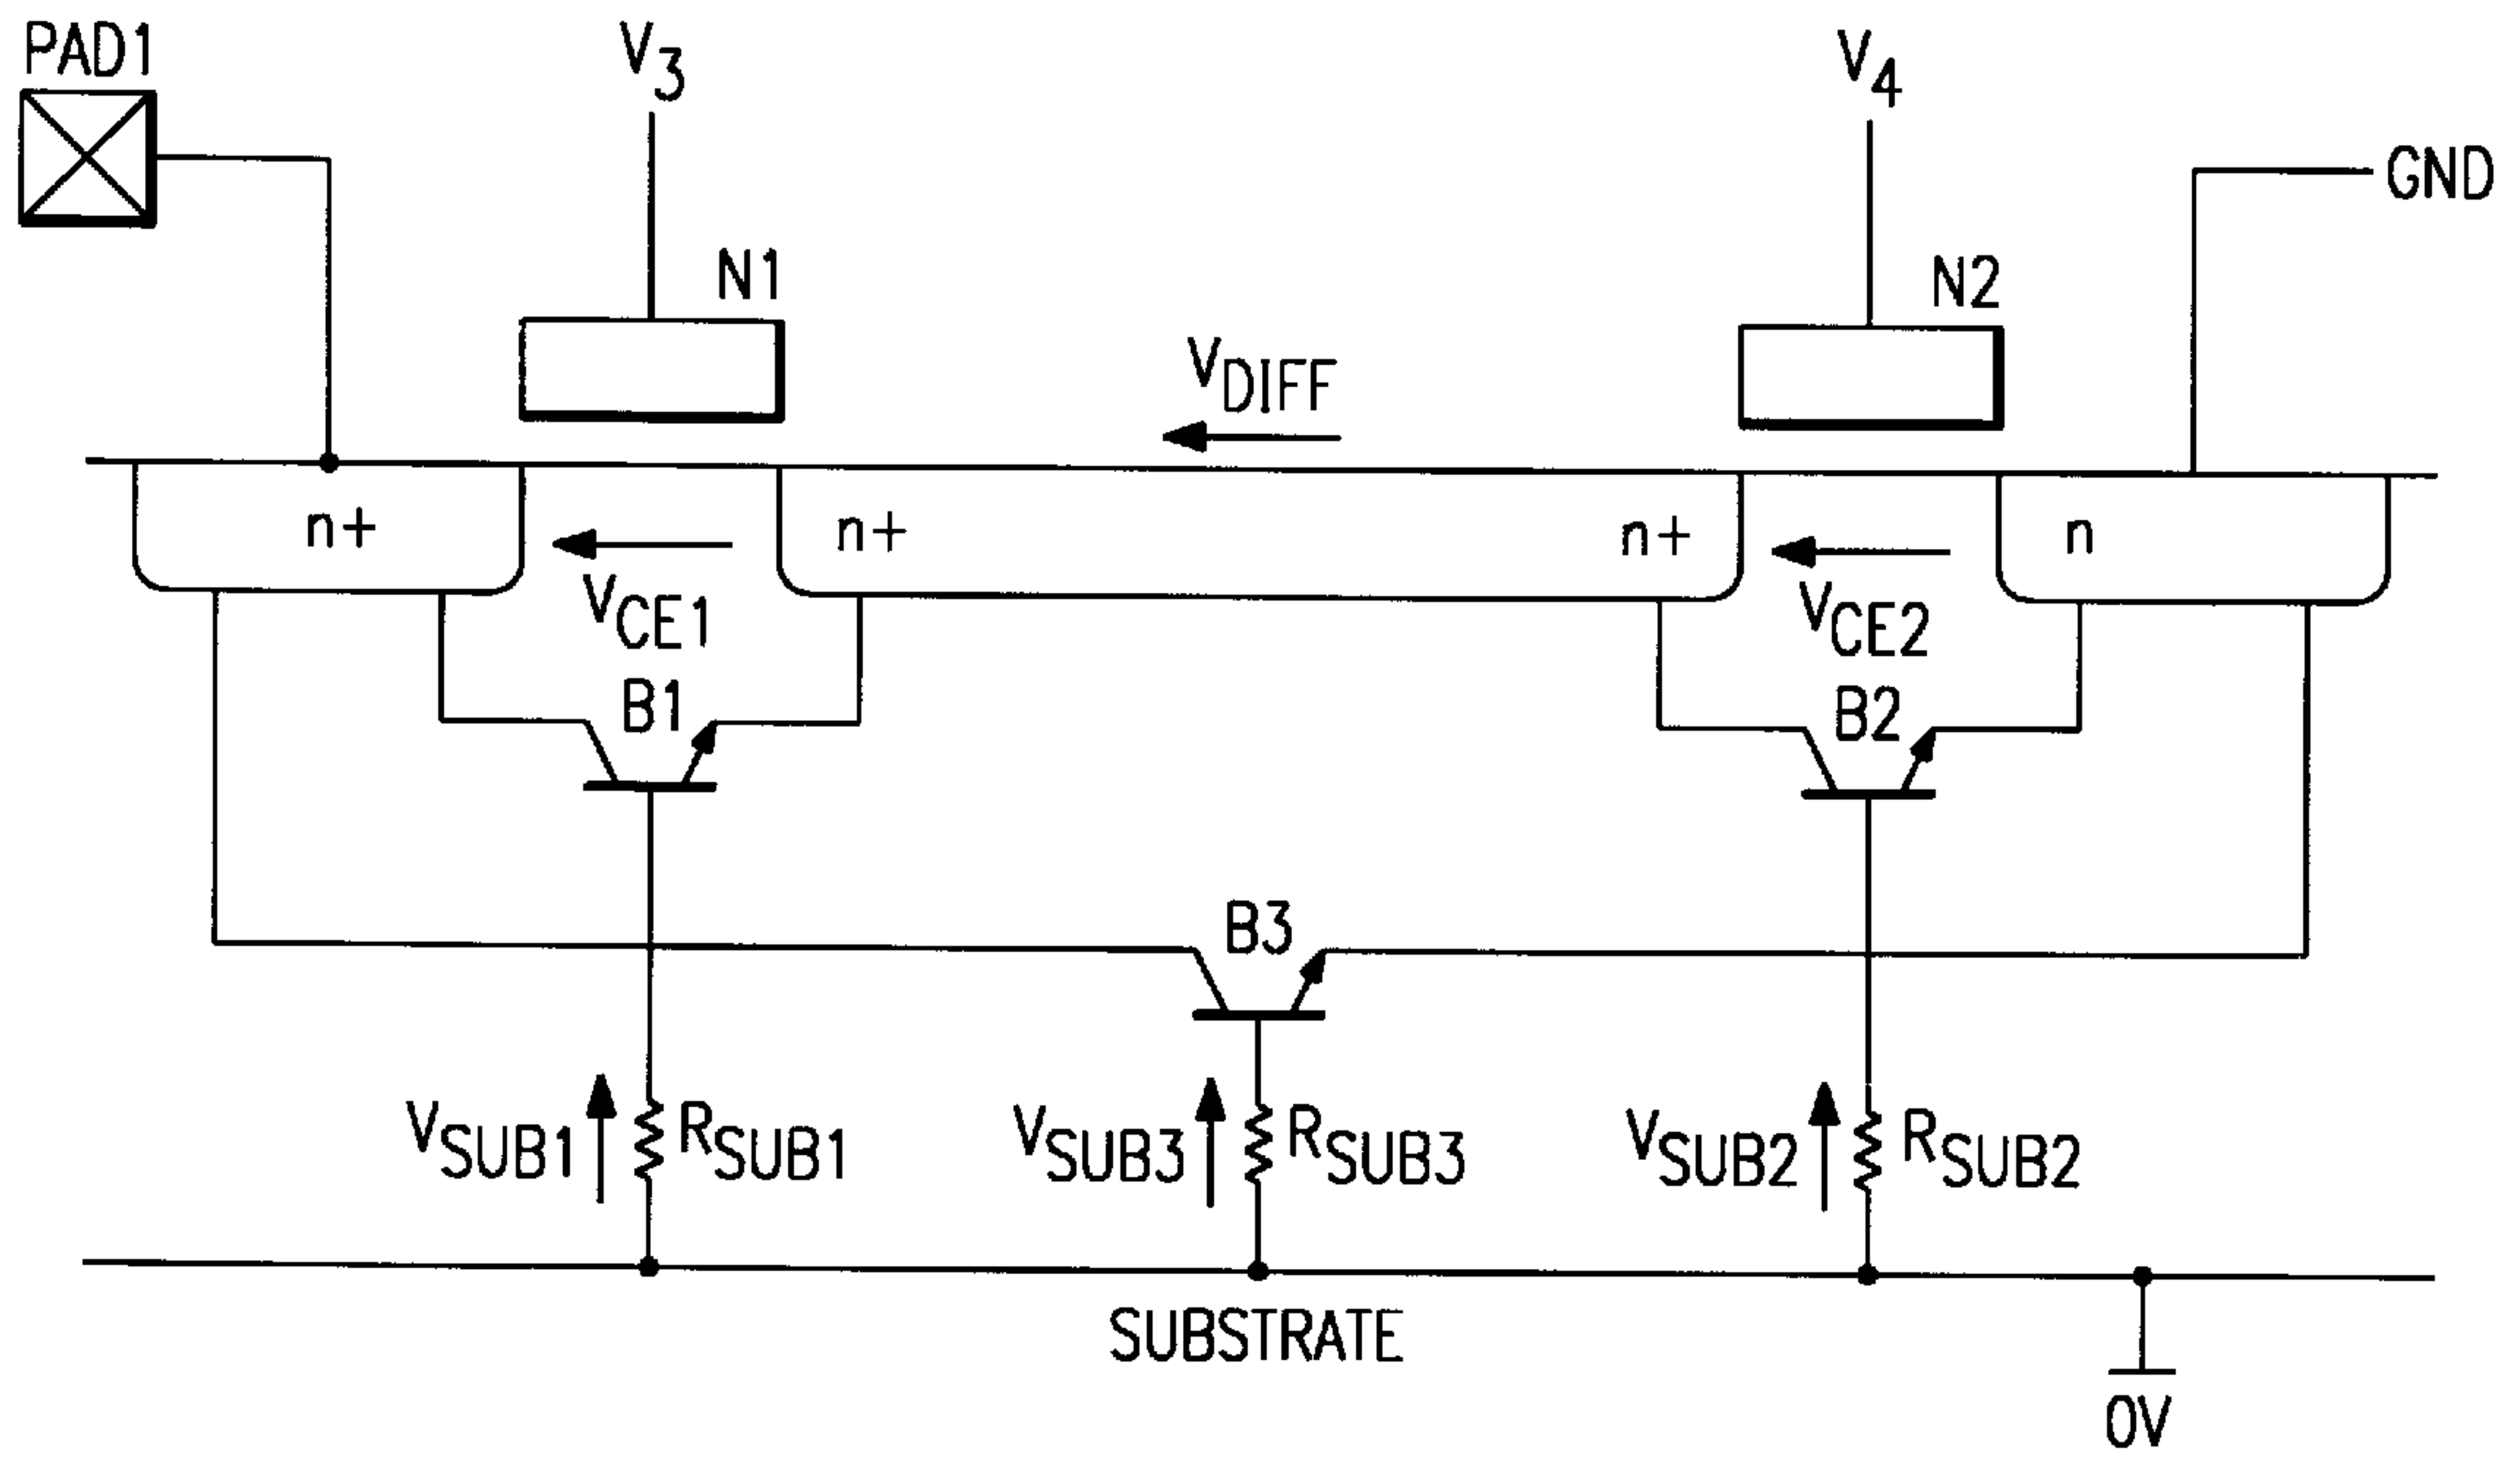 PAD1
V3
V4
GND
N1
N2
VDIFF
n+
n+
n+
n
VCE1
VCE2
B1
B2
B3
VSUB1
RSUB1
VSUB3
RSUB3
VSUB2
RSUB2
SUBSTRATE
0V